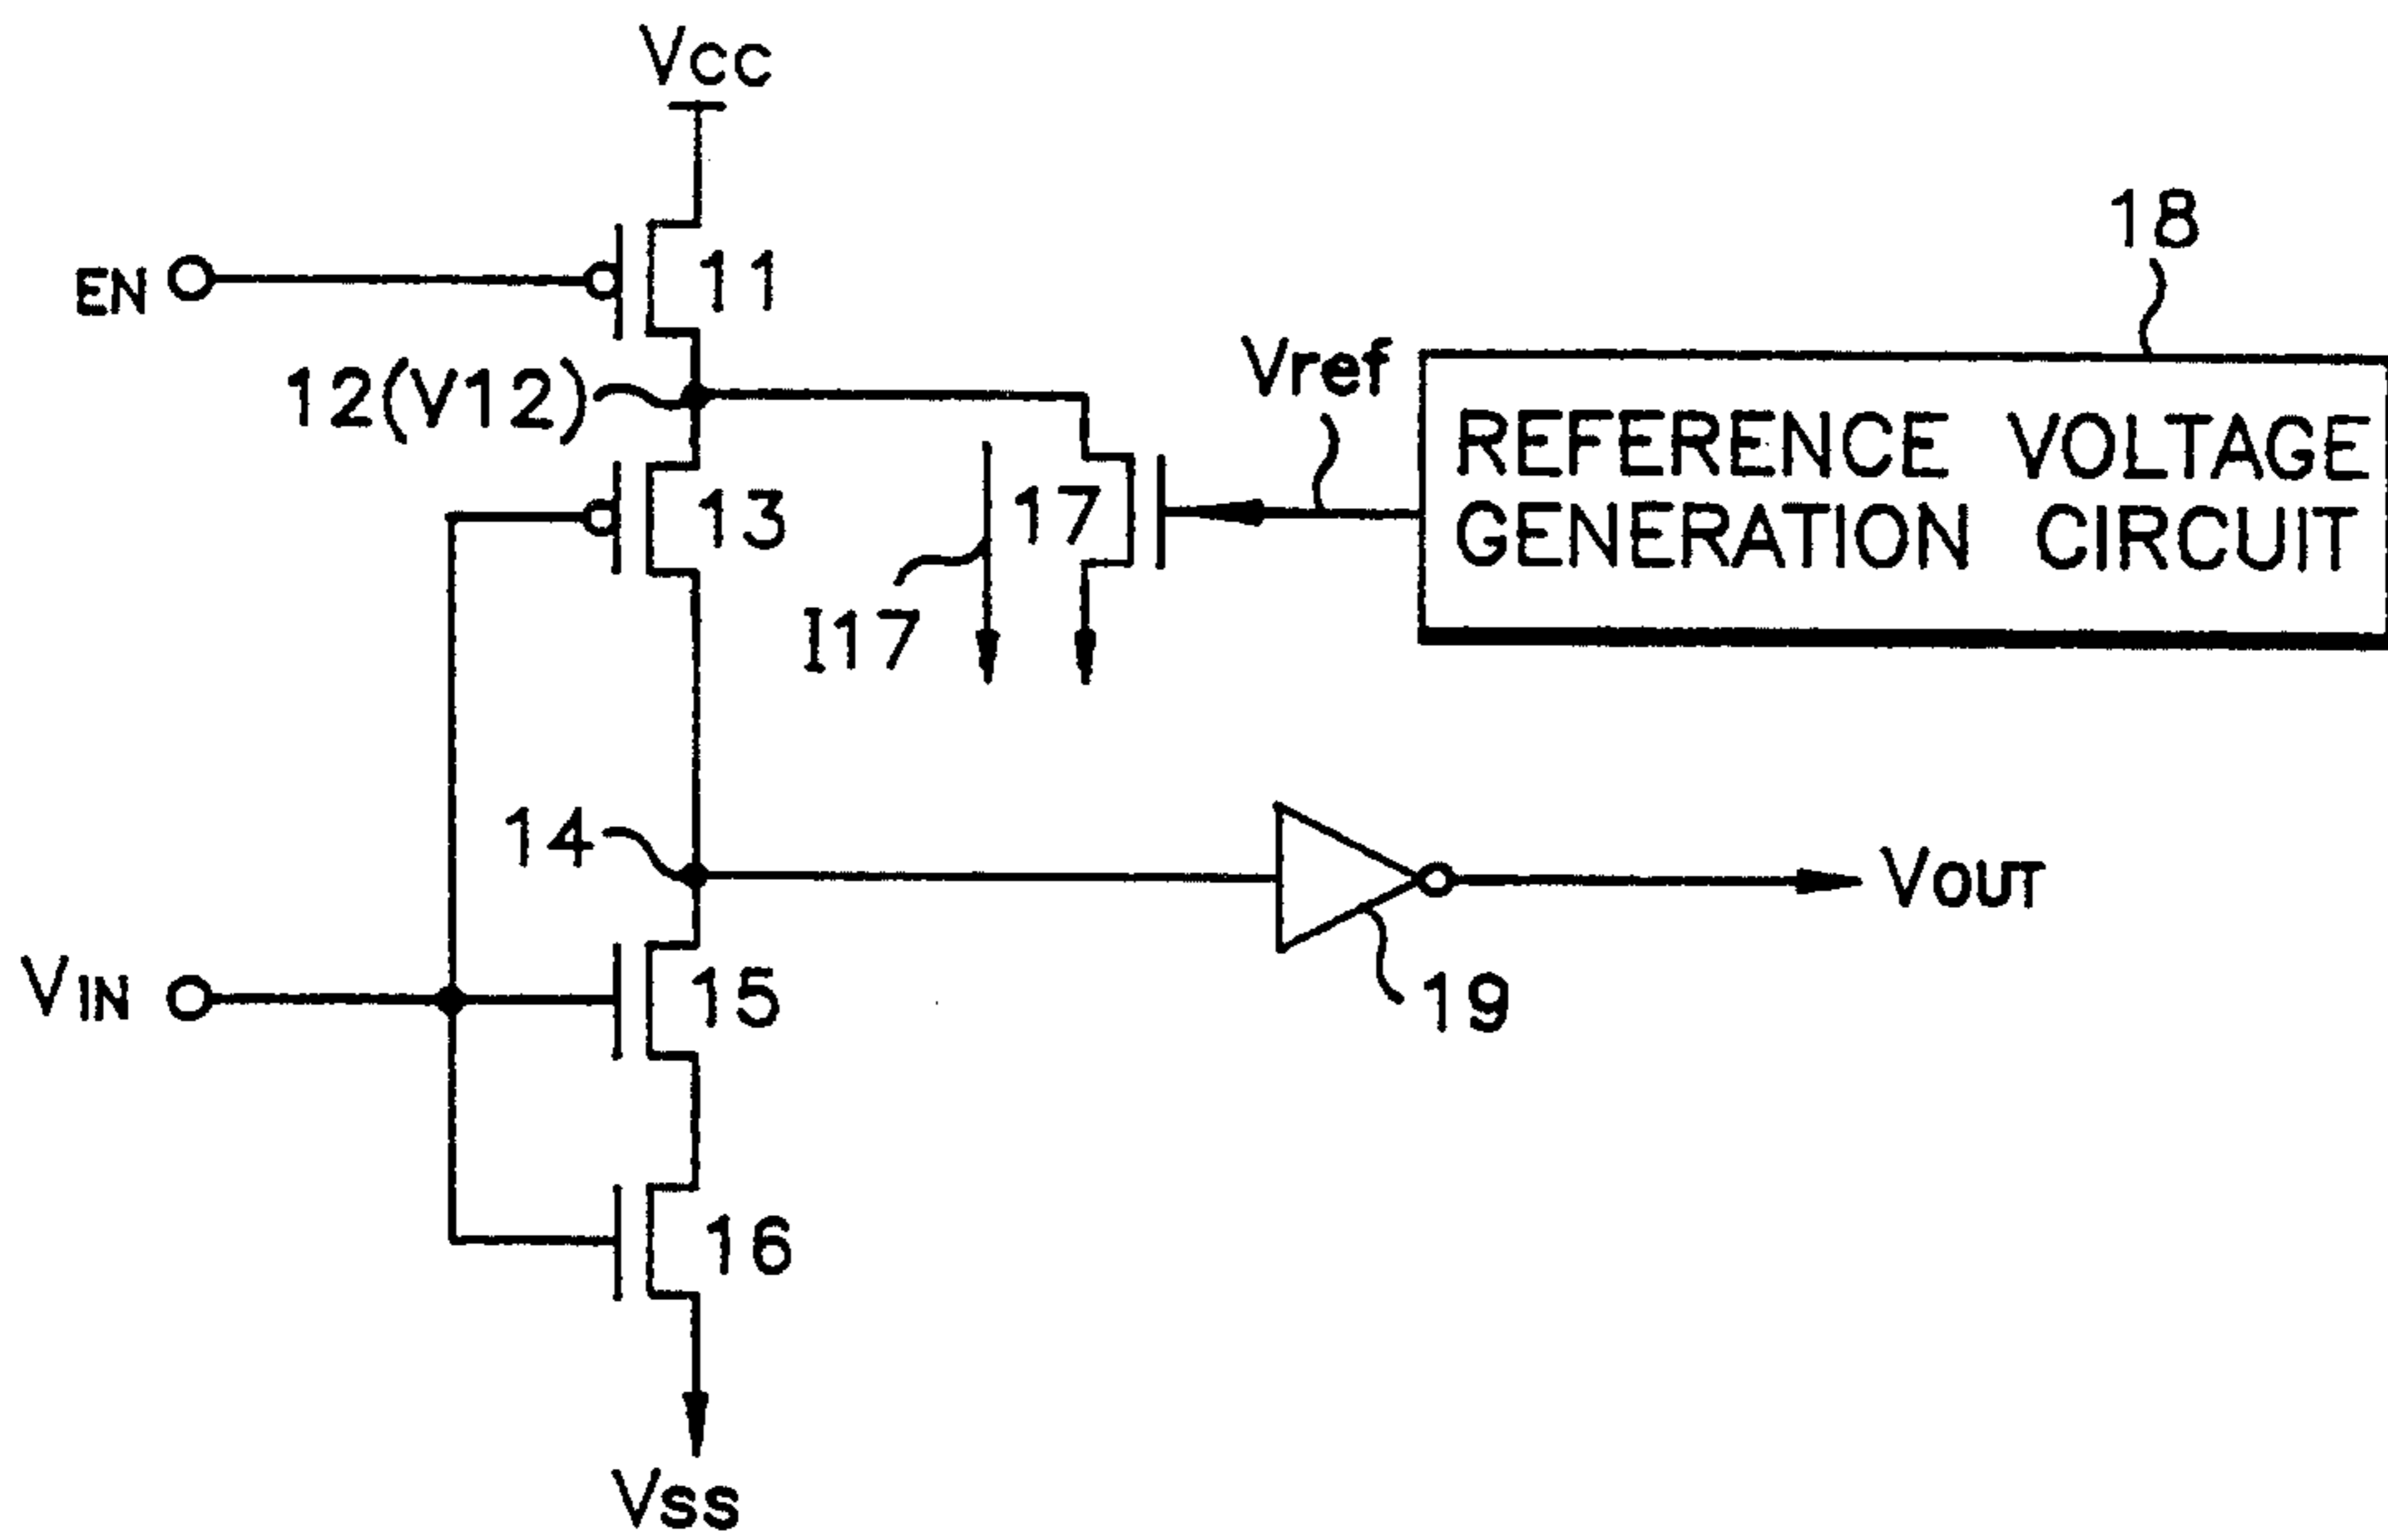 VCC
18
EN
11
12(V12)
Vref
REFERENCE VOLTAGE
GENERATION CIRCUIT
13
17
I17
14
VOUT
VIN
15
19
16
VSS